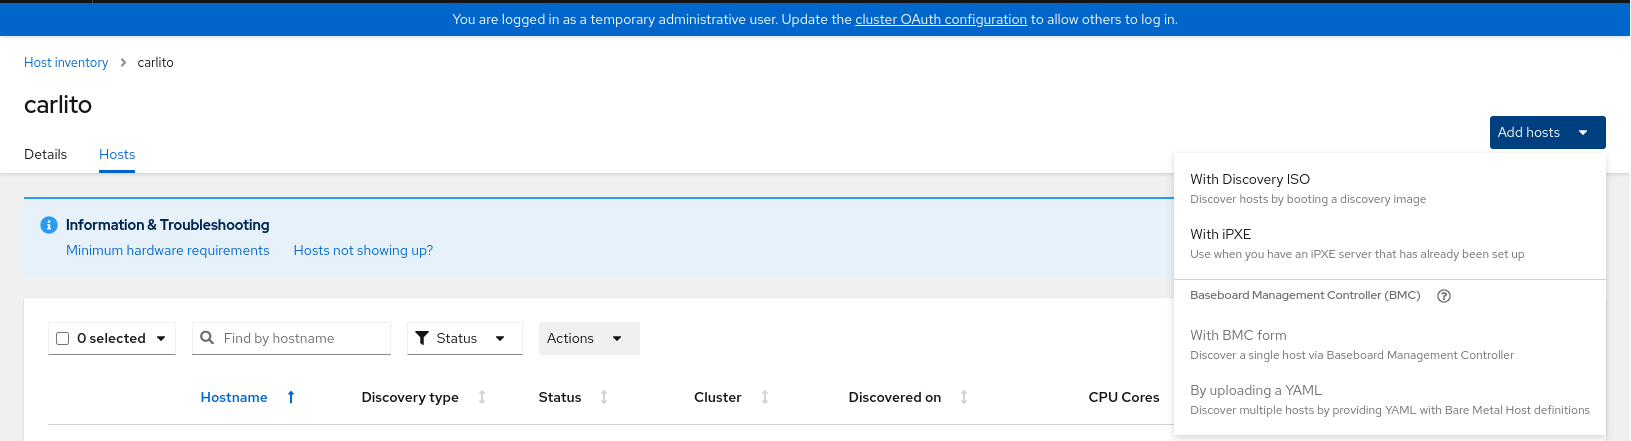 You are logged in as a temporary administrative user. Update the cluster OAuth configuration to allow others to log in.
Host inventory carlito
carlito
Add hosts
Details Hosts
With Discovery ISO
Discover hosts by booting a discovery image
With iPXE
Use when you have an iPXE server that has already been set up
Baseboard Management Controller (BMC)
With BMC form
Discover a single host via Baseboard Management Controller
By uploading a YAML
Discover multiple hosts by providing YAML with Bare Metal Host definitions
Information & Troubleshooting
Minimum hardware requirements Hosts not showing up?
0 selected Find by hostname Status Actions
Hostname Discovery type Status Cluster Discovered on CPU Cores